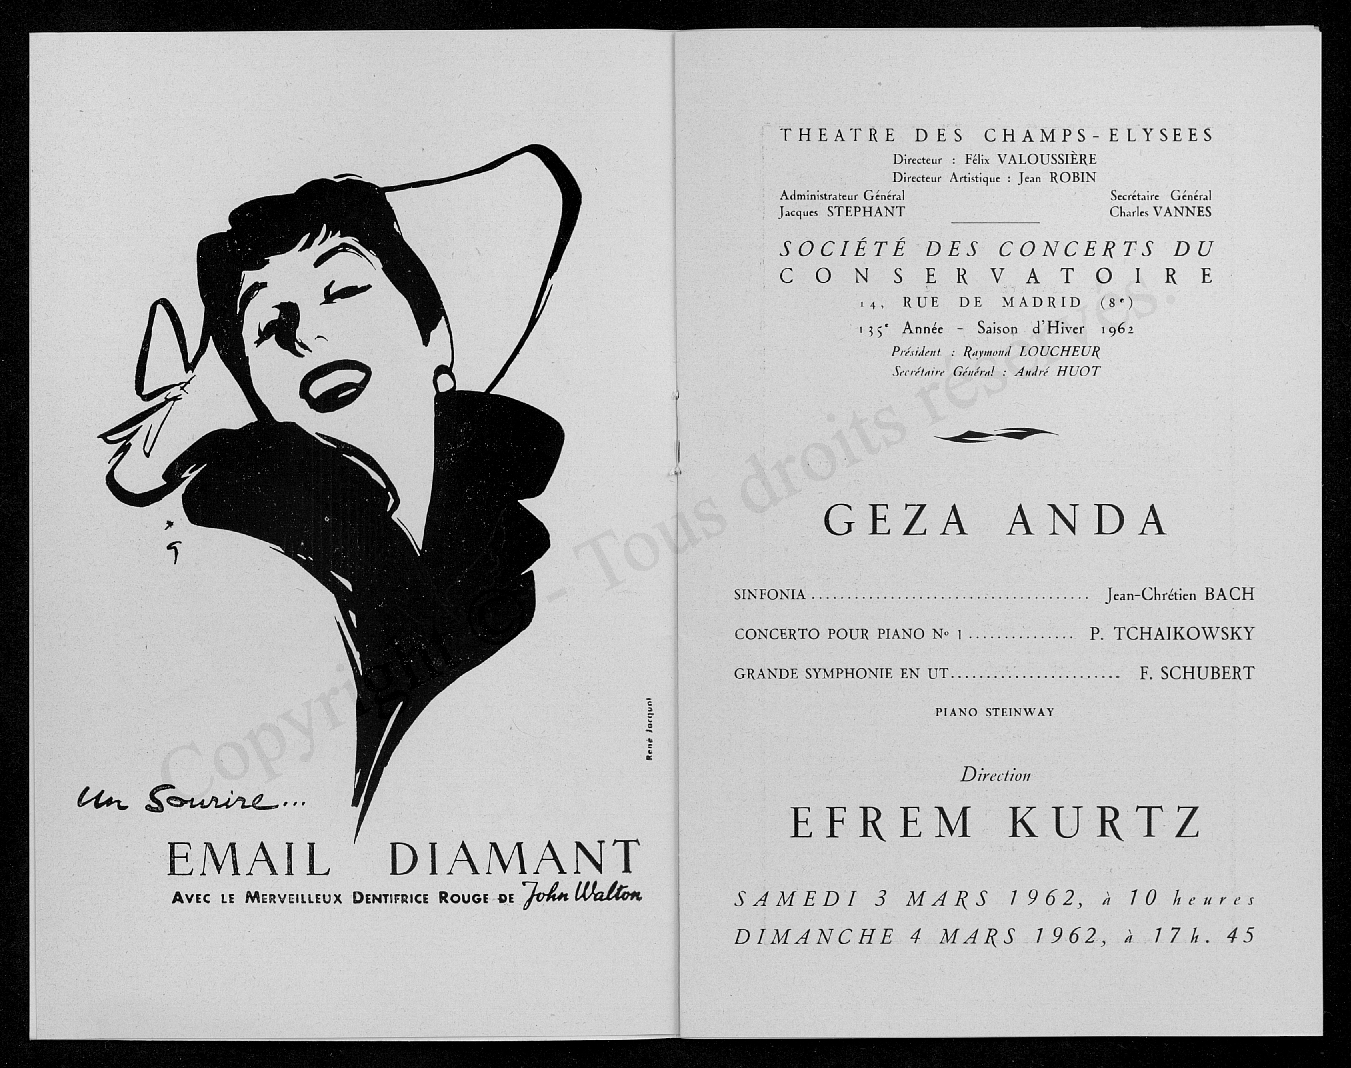 Un Sourire...
EMAIL DIAMANT
AVEC LE MERVEILLEUX DENTIFRICE ROUGE DE John Walton
René Jacquot
THEATRE DES CHAMPS-ELYSEES
Directeur : Félix VALOUSSIÈRE
Directeur Artistique : Jean ROBIN
Administrateur Général
Jacques STEPHANT
Secrétaire Général
Charles VANNES
SOCIÉTÉ DES CONCERTS DU
CONSERVATOIRE
14, RUE DE MADRID (8e)
135e Année - Saison d'Hiver 1962
Président : Raymond LOUCHEUR
Secrétaire Général : André HUOT
GEZA ANDA
SINFONIA ...................................... Jean-Chrétien BACH
CONCERTO POUR PIANO No 1 ............... P. TCHAIKOWSKY
GRANDE SYMPHONIE EN UT........................ F. SCHUBERT
PIANO STEINWAY
Direction
EFREM KURTZ
SAMEDI 3 MARS 1962, à 10 heures
DIMANCHE 4 MARS 1962, à 17 h. 45
Copyright © - Tous droits reservés.